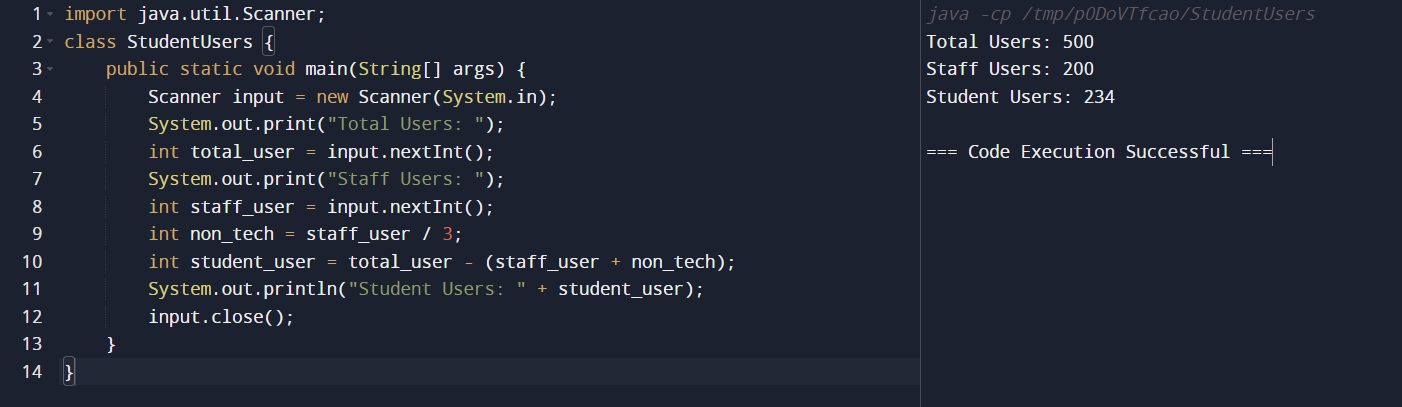 1 import java.util.Scanner;
2 class StudentUsers {
3 public static void main(String[] args) {
4 Scanner input = new Scanner(System.in);
5 System.out.print("Total Users: ");
6 int total_user = input.nextInt();
7 System.out.print("Staff Users: ");
8 int staff_user = input.nextInt();
9 int non_tech = staff_user / 3;
10 int student_user = total_user - (staff_user + non_tech);
11 System.out.println("Student Users: " + student_user);
12 input.close();
13 }
14 }
java -cp /tmp/pODoVTfcao/StudentUsers
Total Users: 500
Staff Users: 200
Student Users: 234
=== Code Execution Successful ===